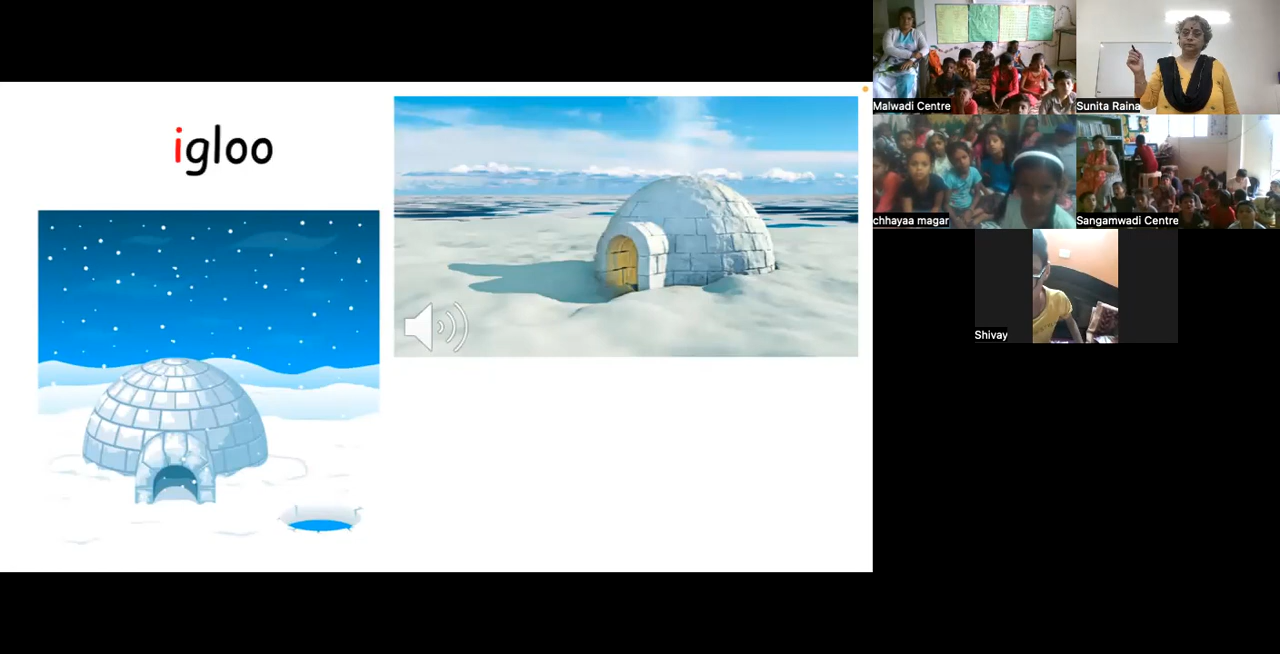 igloo
Malwadi Centre
Sunita Raina
chhayaa magar
Sangamwadi Centre
Shivay